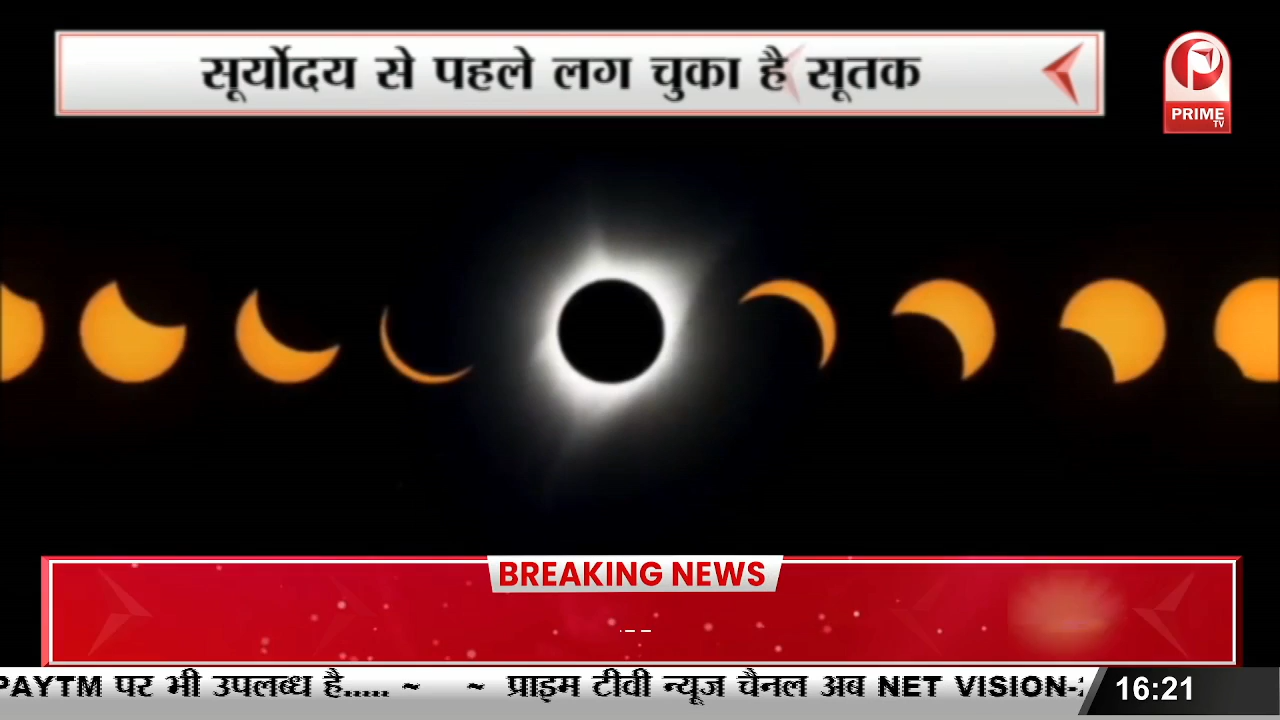 सूर्योदय से पहले लग चुका है सूतक
PRIME
TV
BREAKING NEWS
PAYTM पर भी उपलब्ध है..... ~ ~ प्राइम टीवी न्यूज चैनल अब NET VISION-
16:21